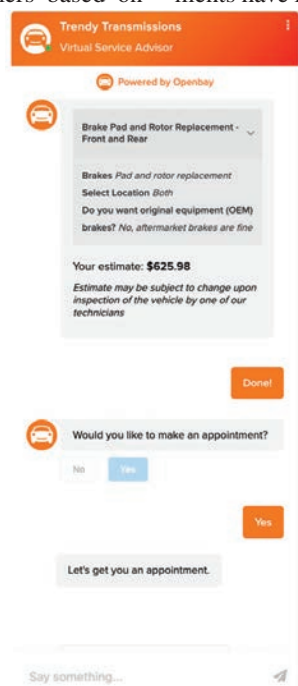 based on
Trendy Transmissions
Virtual Service Advisor
Powered by Openbay
Brake Pad and Rotor Replacement -
Front and Rear
Brakes Pad and rotor replacement
Select Location Both
Do you want original equipment (OEM)
brakes? No, aftermarket brakes are fine
Your estimate: $625.98
Estimate may be subject to change upon
inspection of the vehicle by one of our
technicians
Done!
Would you like to make an appointment?
No Yes
Yes
Let's get you an appointment.
Say something...